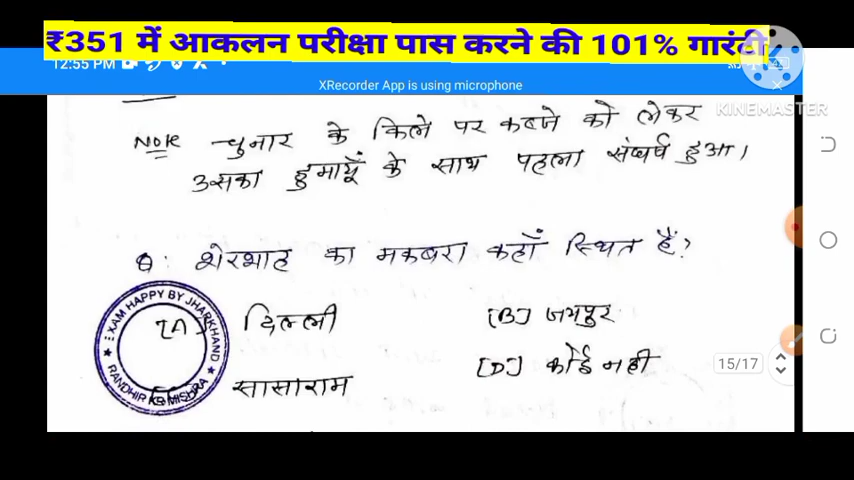 ₹351 में आकलन परीक्षा पास करने की 101% गारंटी
12:55 PM
XRecorder App is using microphone
KINEMASTER
Note चुनार के किले पर कबजे को लेकर
उसका हुमायूँ के साथ पहला संघर्ष हुआ।
Q: शेरशाह का मकबरा कहाँ स्थित हैं?
[A] दिल्ली [B] जयपुर
सासाराम [D] कोई नही
EXAM HAPPY BY JHARKHAND
RANDHIR KR MISHRA
15/17